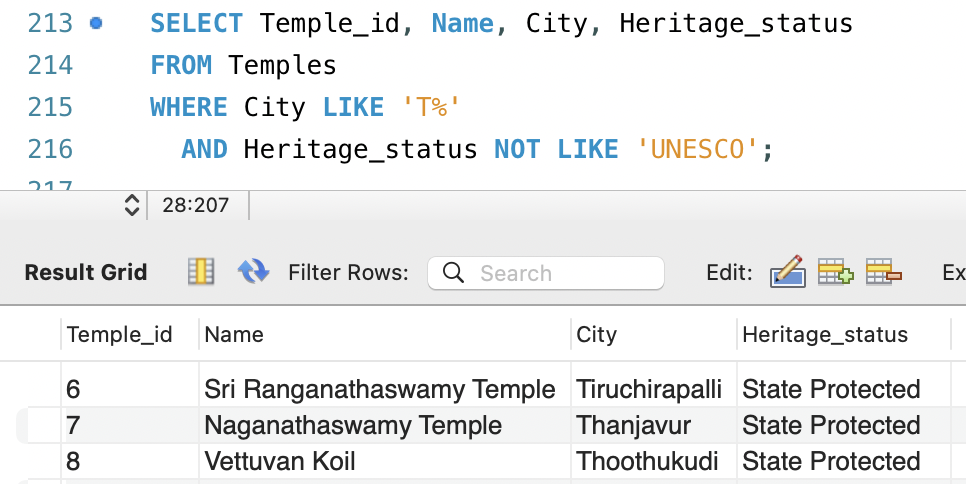 213 SELECT Temple_id, Name, City, Heritage_status
214 FROM Temples
215 WHERE City LIKE 'T%'
216 AND Heritage_status NOT LIKE 'UNESCO';
217
28:207
Result Grid Filter Rows: Search Edit: Ex
Temple_id Name City Heritage_status
6 Sri Ranganathaswamy Temple Tiruchirapalli State Protected
7 Naganathaswamy Temple Thanjavur State Protected
8 Vettuvan Koil Thoothukudi State Protected